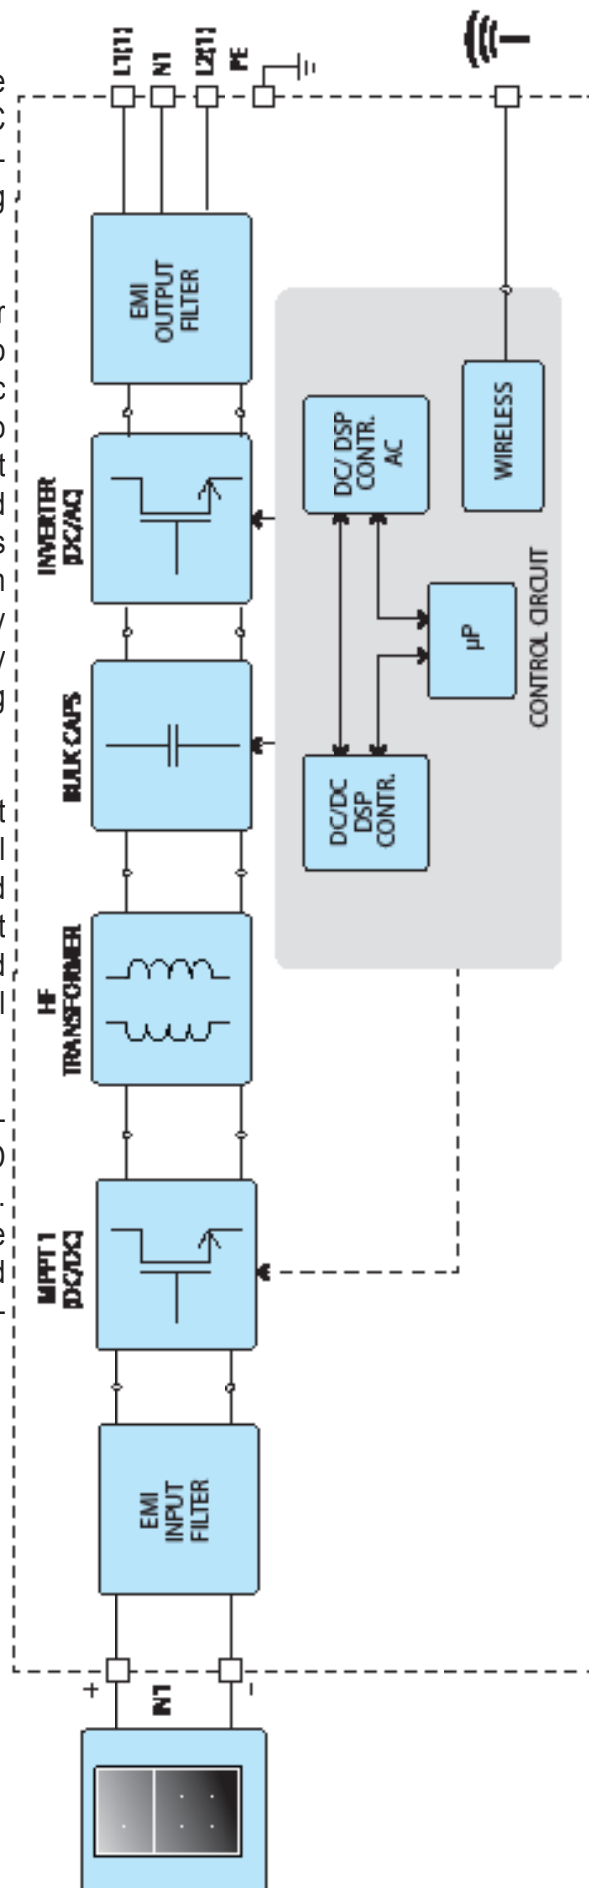 L1[1]
N1
L2[1]
PE
EMI
OUTPUT
FILTER
INVERTER
[DC/AC]
DC/ DSP
CONTR.
AC
WIRELESS
BULK CAPS
µP
CONTROL CIRCUIT
DC/DC
DSP
CONTR.
HF
TRANSFORMER
MPPT 1
[DC/DC]
EMI
INPUT
FILTER
+
IN1
-